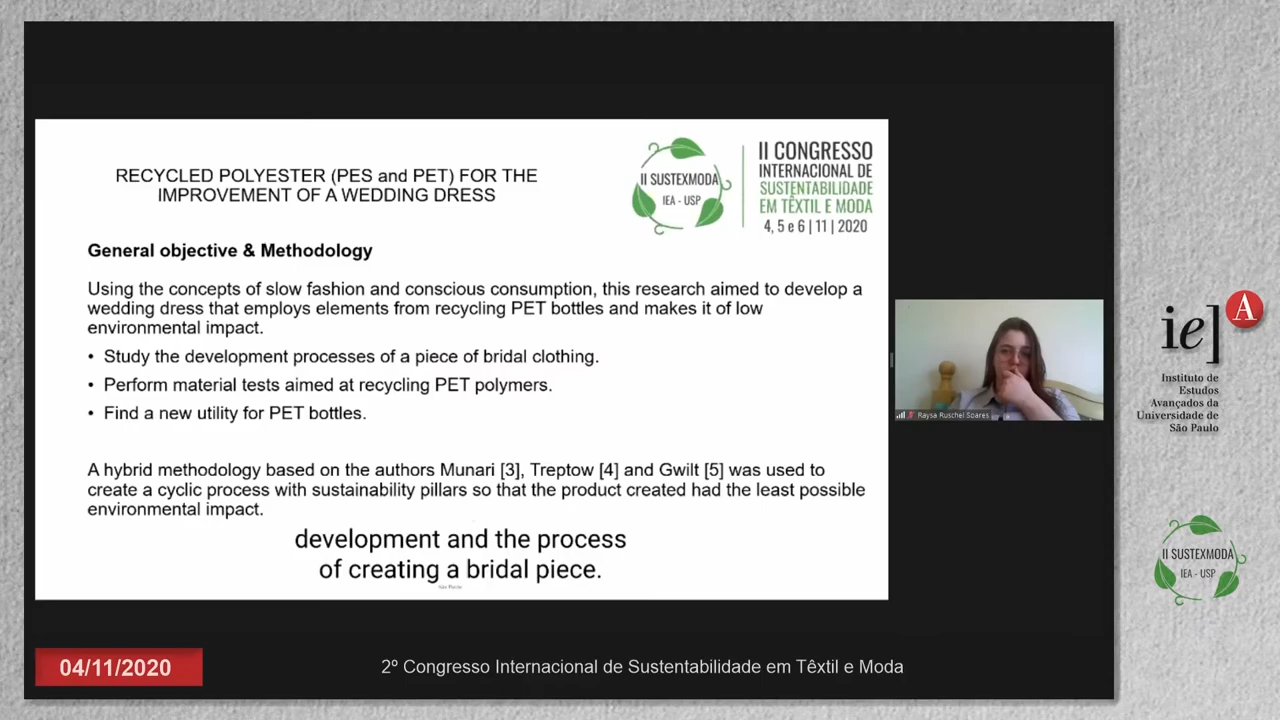 RECYCLED POLYESTER (PES and PET) FOR THE
IMPROVEMENT OF A WEDDING DRESS
II SUSTEXMODA
IEA - USP
II CONGRESSO
INTERNACIONAL DE
SUSTENTABILIDADE
EM TÊXTIL E MODA
4, 5 e 6 | 11 | 2020
General objective & Methodology
Using the concepts of slow fashion and conscious consumption, this research aimed to develop a
wedding dress that employs elements from recycling PET bottles and makes it of low
environmental impact.
• Study the development processes of a piece of bridal clothing.
• Perform material tests aimed at recycling PET polymers.
• Find a new utility for PET bottles.
A hybrid methodology based on the authors Munari [3], Treptow [4] and Gwilt [5] was used to
create a cyclic process with sustainability pillars so that the product created had the least possible
environmental impact.
development and the process
of creating a bridal piece.
Raysa Ruschel Soares
ie] A
Instituto de
Estudos
Avançados da
Universidade de
São Paulo
II SUSTEXMODA
IEA - USP
04/11/2020
2º Congresso Internacional de Sustentabilidade em Têxtil e Moda